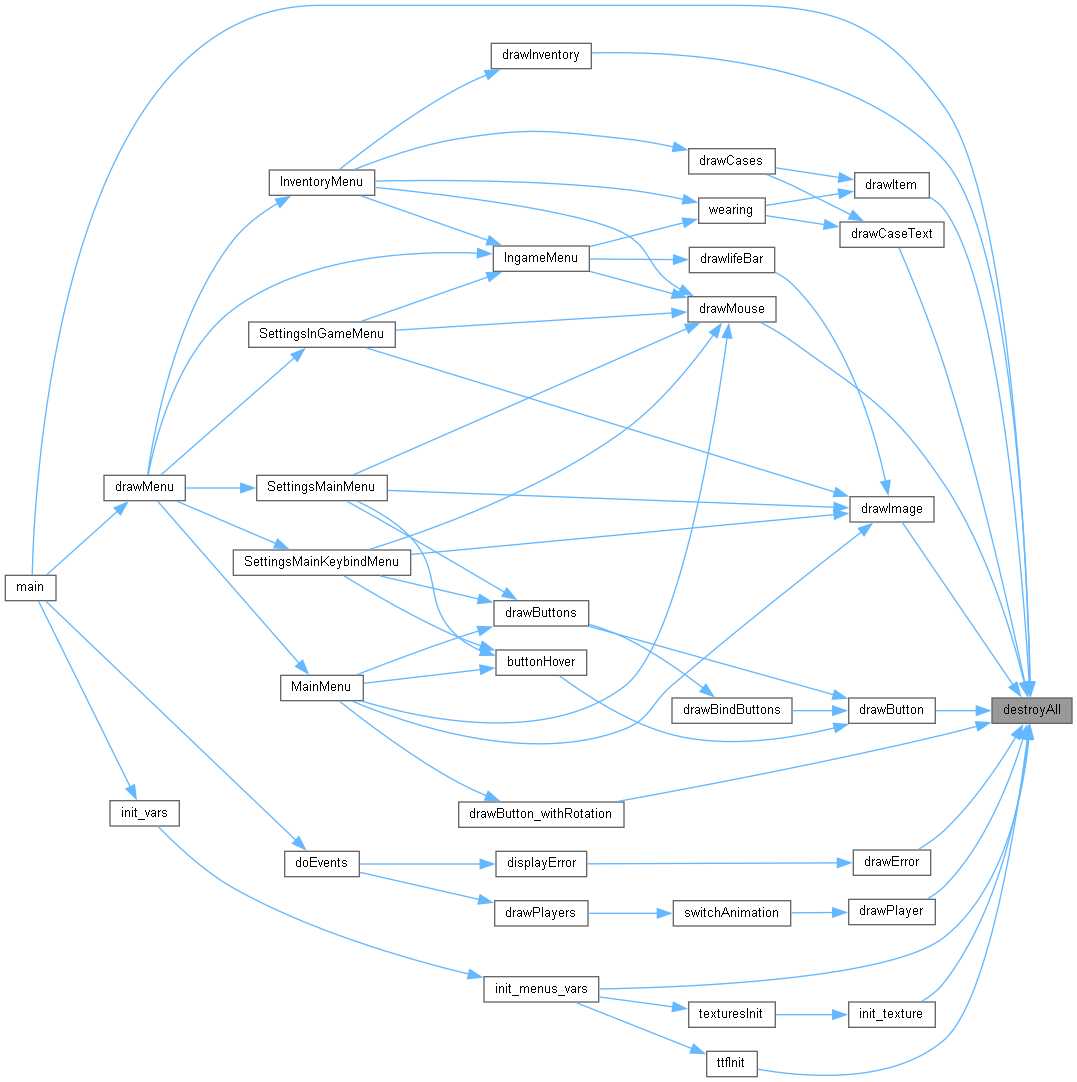 drawInventory
drawCases
InventoryMenu
drawItem
wearing
drawCaseText
IngameMenu
drawlifeBar
drawMouse
SettingsInGameMenu
drawMenu
SettingsMainMenu
drawImage
SettingsMainKeybindMenu
main
drawButtons
buttonHover
MainMenu
drawBindButtons
drawButton
destroyAll
init_vars
drawButton_withRotation
doEvents
displayError
drawError
drawPlayers
switchAnimation
drawPlayer
init_menus_vars
texturesInit
init_texture
ttfInit